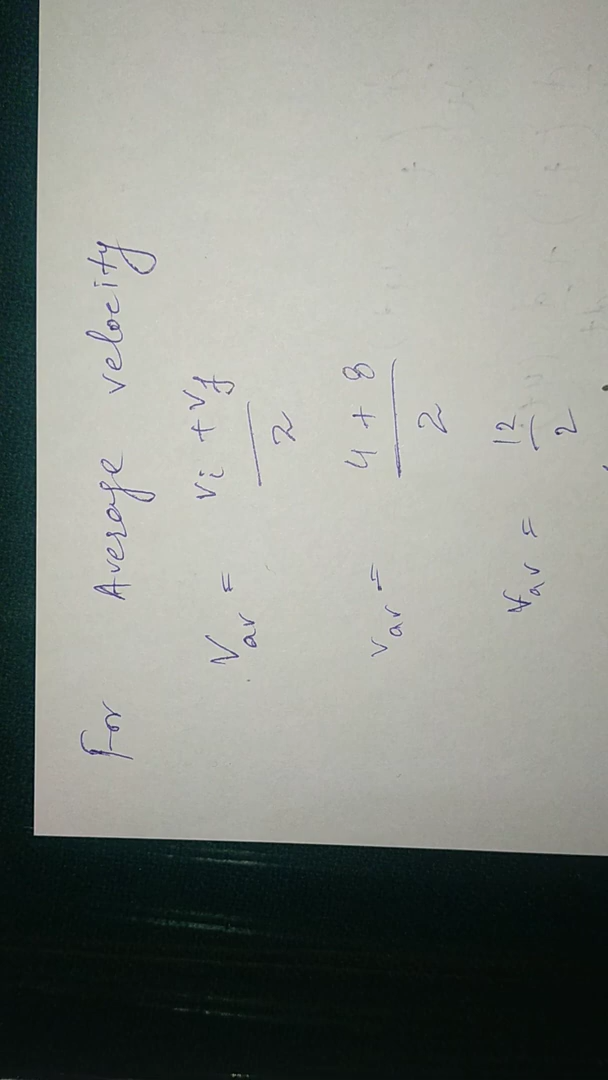 For Average velocity
Vav = vi + vf / 2
vav = 4 + 8 / 2
vav = 12 / 2